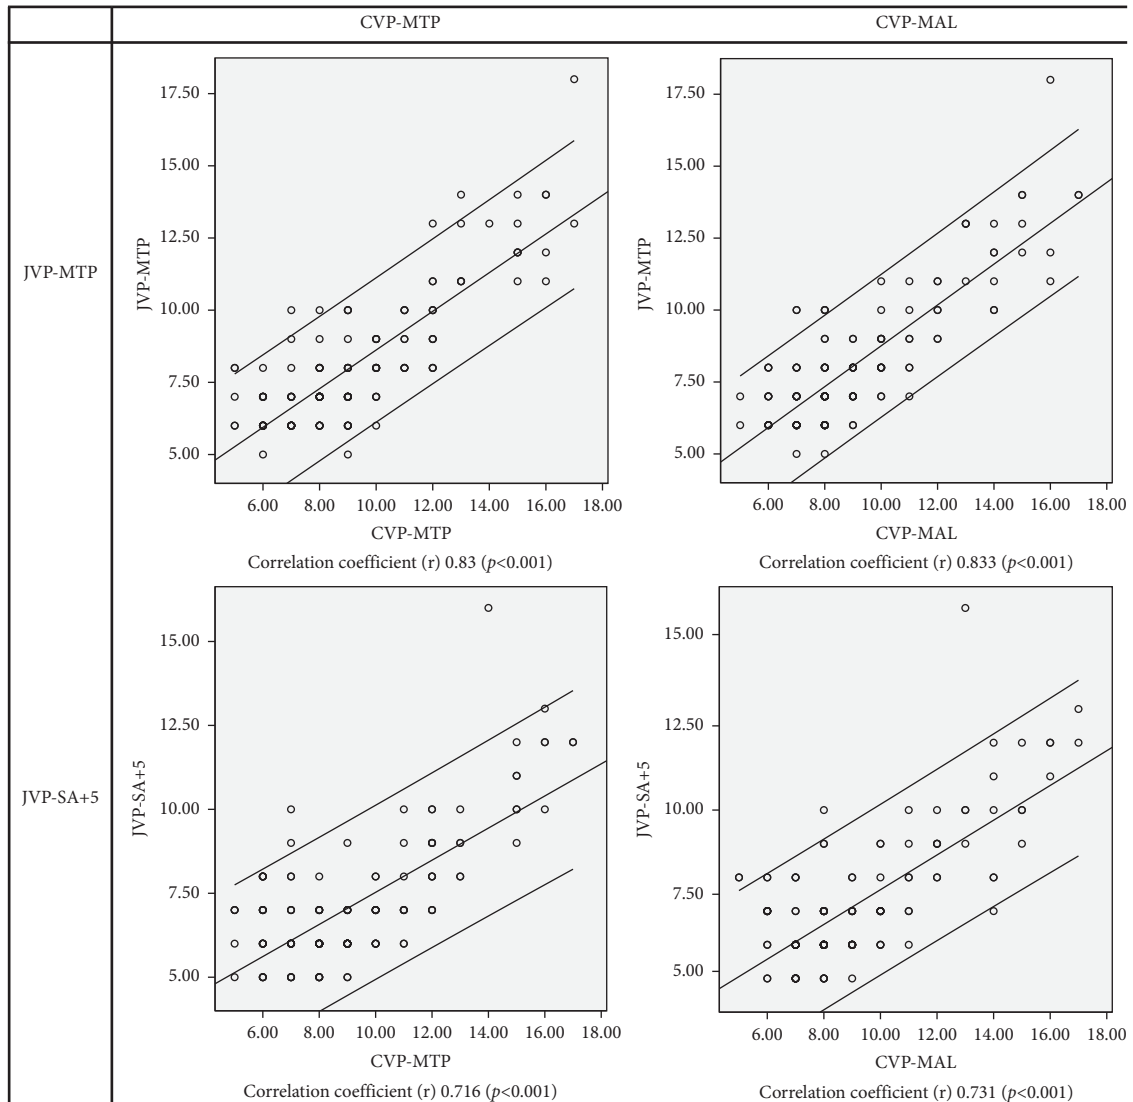 CVP-MTP
CVP-MAL
JVP-MTP
17.50
15.00
12.50
10.00
7.50
5.00
JVP-MTP
6.00 8.00 10.00 12.00 14.00 16.00 18.00
CVP-MTP
Correlation coefficient (r) 0.83 (p<0.001)
17.50
15.00
12.50
10.00
7.50
5.00
JVP-MTP
6.00 8.00 10.00 12.00 14.00 16.00 18.00
CVP-MAL
Correlation coefficient (r) 0.833 (p<0.001)
JVP-SA+5
15.00
12.50
10.00
7.50
5.00
JVP-SA+5
6.00 8.00 10.00 12.00 14.00 16.00 18.00
CVP-MTP
Correlation coefficient (r) 0.716 (p<0.001)
15.00
12.50
10.00
7.50
5.00
JVP-SA+5
6.00 8.00 10.00 12.00 14.00 16.00 18.00
CVP-MAL
Correlation coefficient (r) 0.731 (p<0.001)